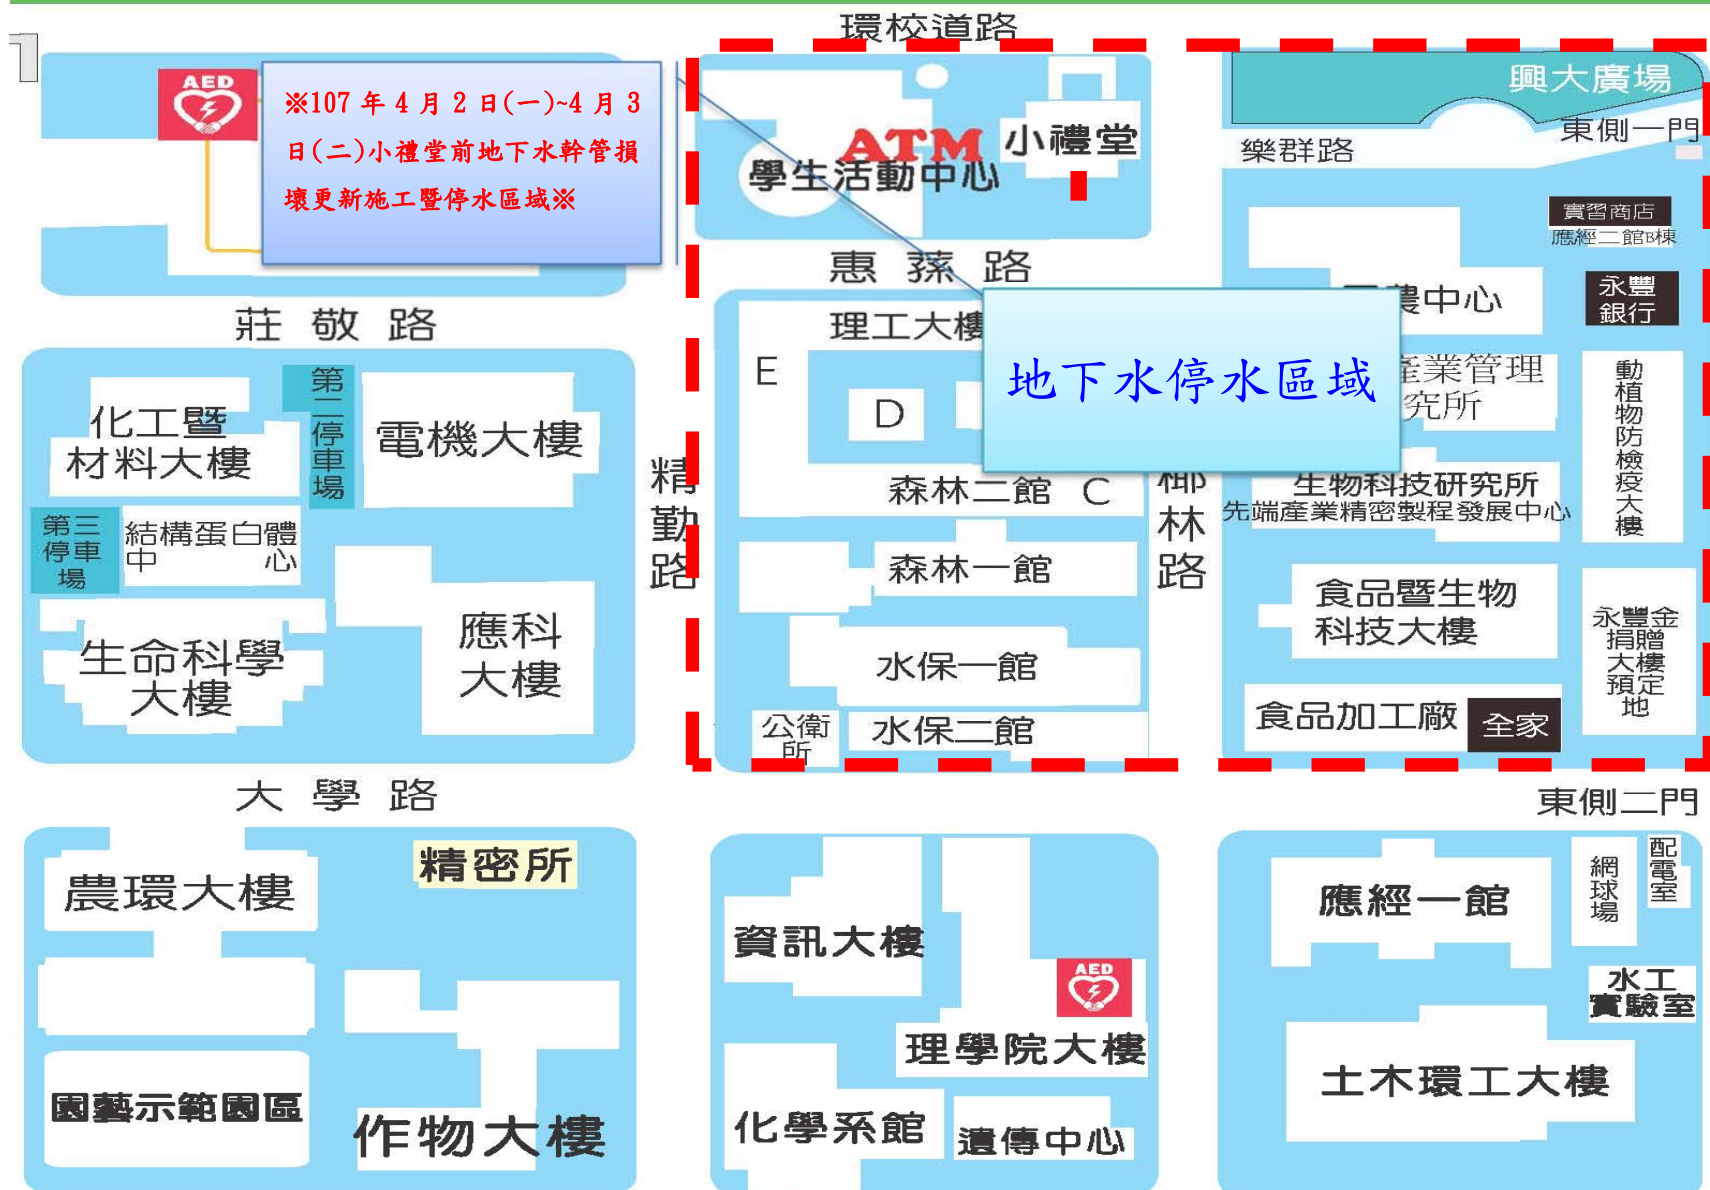 環校道路
AED
※107 年 4 月 2 日(一)~4 月 3
日(二)小禮堂前地下水幹管損
壞更新施工暨停水區域※
ATM
小禮堂
學生活動中心
興大廣場
東側一門
樂群路
實習商店
應經二館B棟
惠蓀路
農中心
永豐
銀行
莊敬路
理工大樓
E
D
地下水停水區域
產業管理
究所
動植物防檢疫大樓
第二停車場
化工暨
材料大樓
電機大樓
精勤路
森林二館 C
椰林路
生物科技研究所
先端產業精密製程發展中心
第三
停車
場
結構蛋白體
中心
森林一館
食品暨生物
科技大樓
永豐金
捐贈
大樓
預定
地
生命科學
大樓
應科
大樓
水保一館
公衛
所
水保二館
食品加工廠
全家
大學路
東側二門
農環大樓
精密所
資訊大樓
應經一館
網球場
配電室
AED
水工
實驗室
理學院大樓
土木環工大樓
園藝示範園區
作物大樓
化學系館
遺傳中心